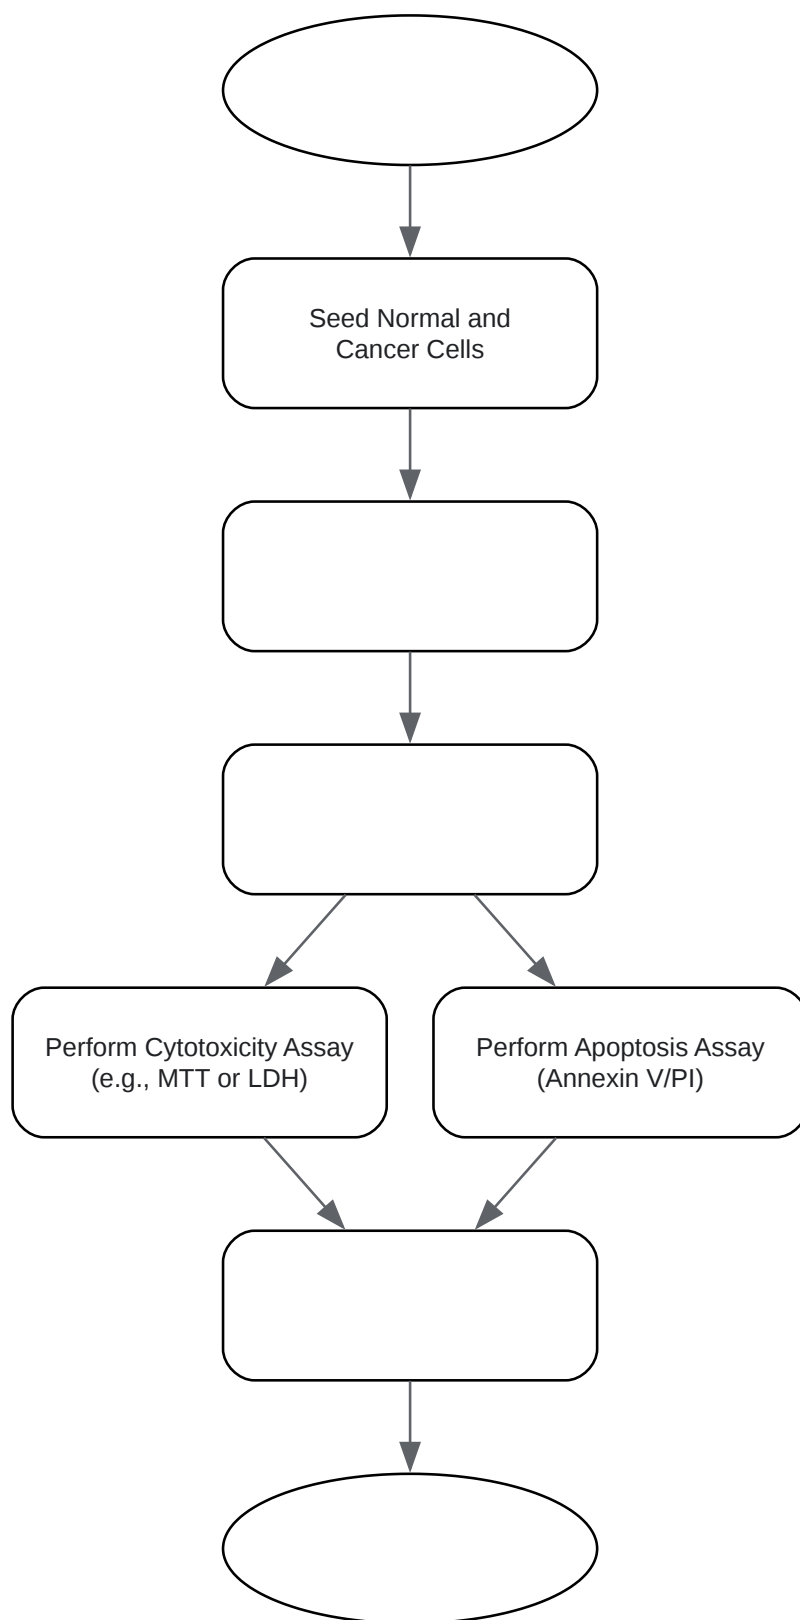 Seed Normal and
Cancer Cells
Perform Cytotoxicity Assay
(e.g., MTT or LDH)
Perform Apoptosis Assay
(Annexin V/PI)